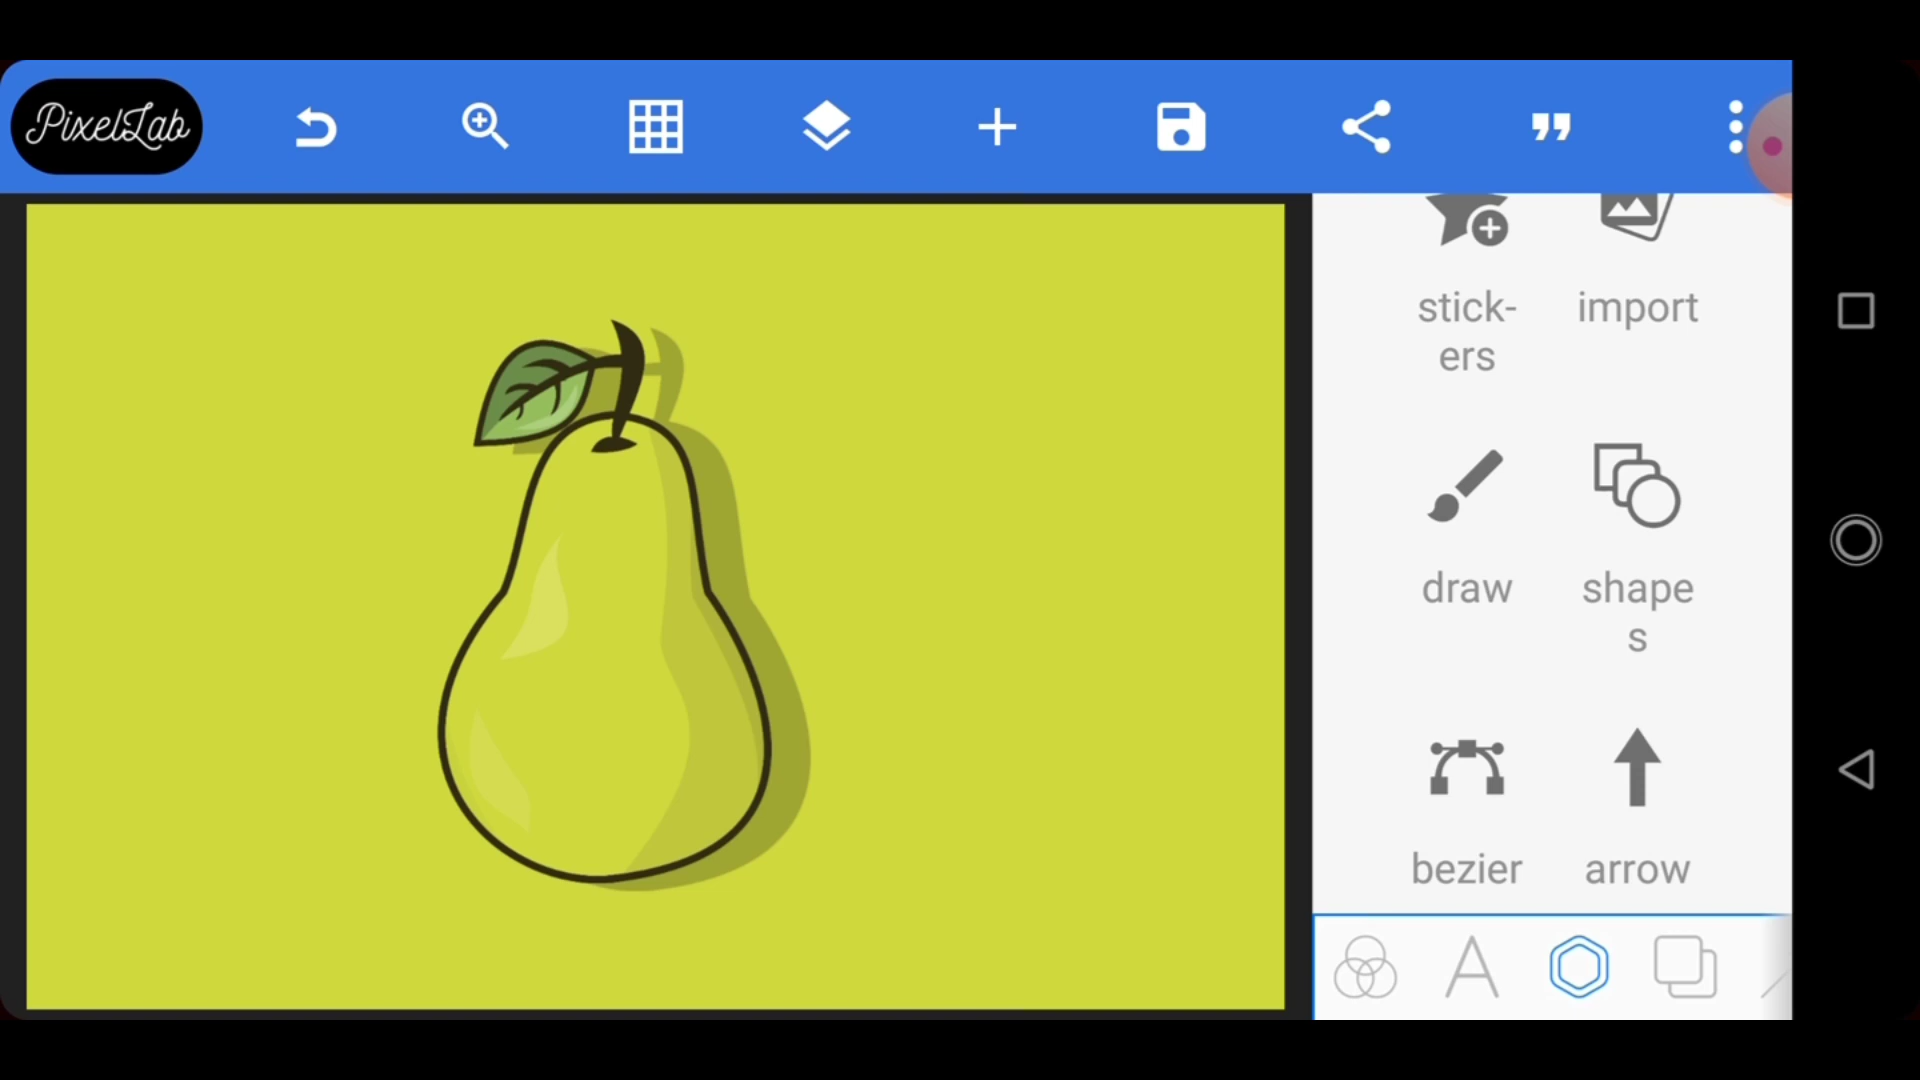 PixelLab
stick-
ers
import
draw
shape
s
bezier
arrow